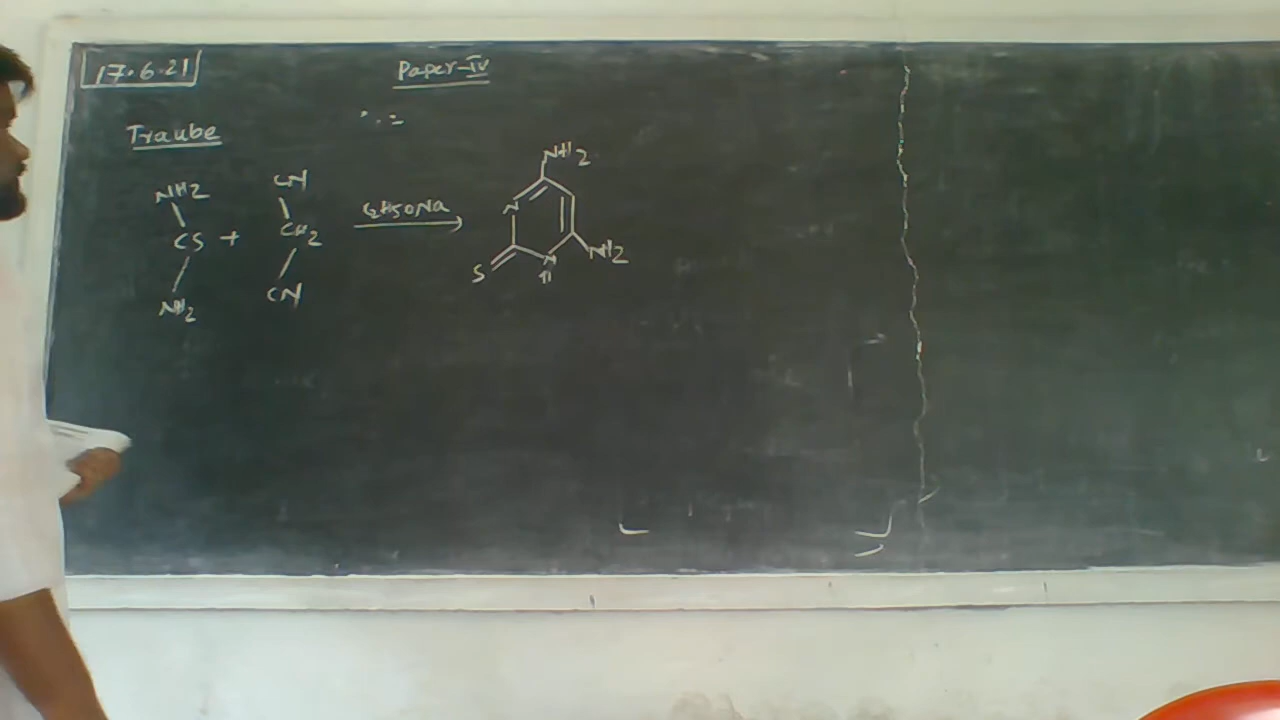 17.6.21
Paper-IV
Traube
NH2
CS
NH2
+
CN
CH2
CN
C2H5ONa
NH2
N
S
N
H
NH2